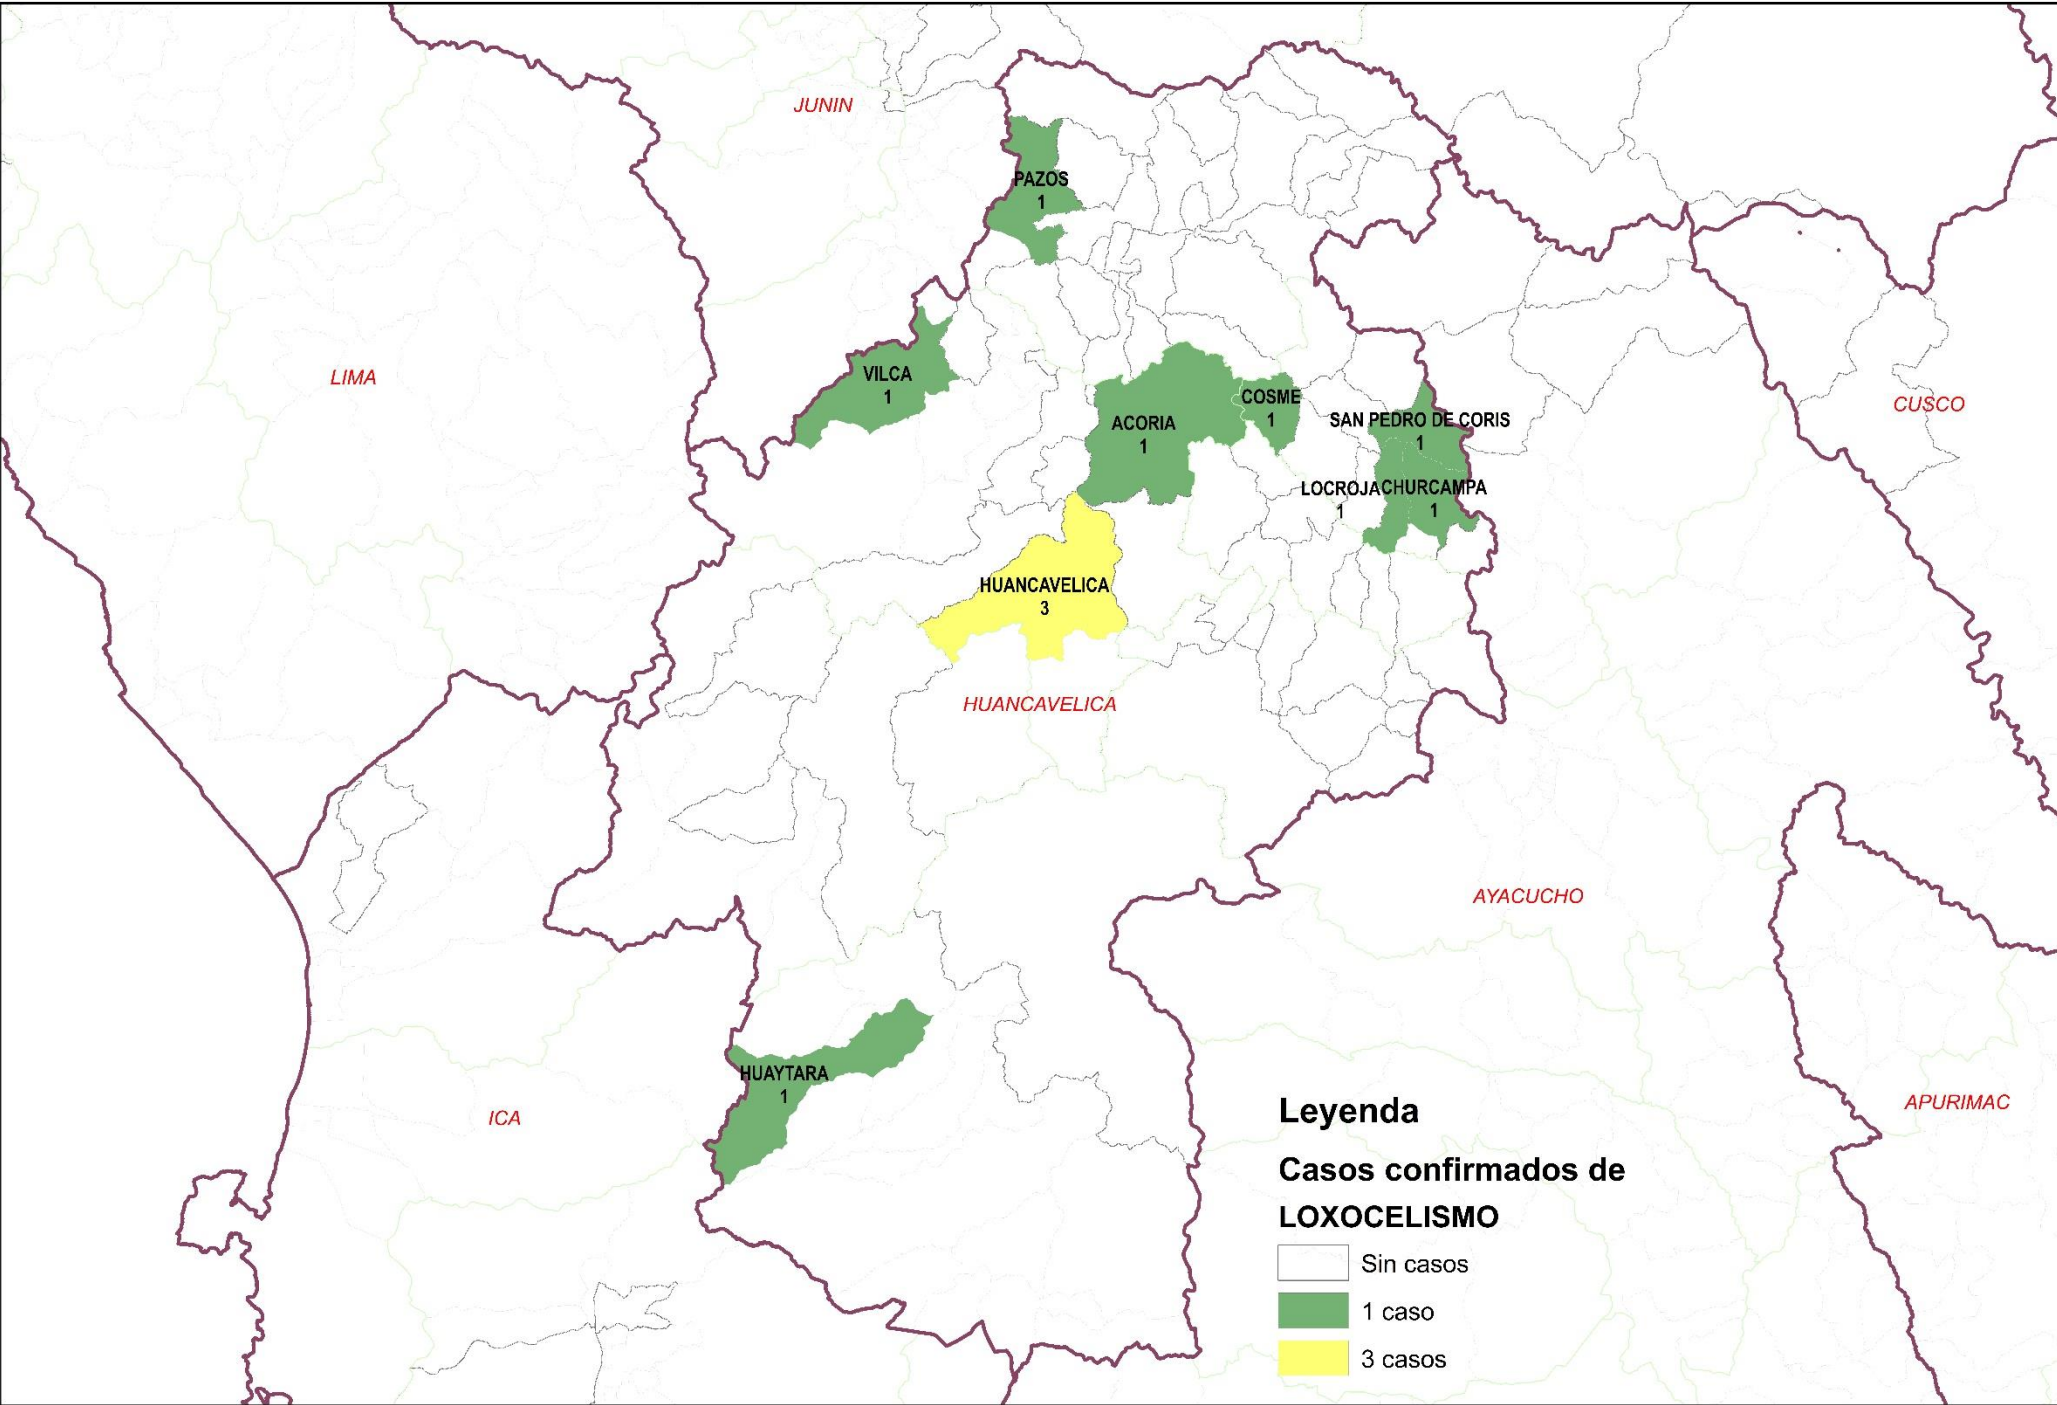 JUNIN
PAZOS
1
LIMA
VILCA
1
CUSCO
COSME
1
ACORIA
1
SAN PEDRO DE CORIS
1
LOCROJA
1
CHURCAMPA
1
HUANCAVELICA
3
HUANCAVELICA
AYACUCHO
HUAYTARA
1
ICA
APURIMAC
Leyenda
Casos confirmados de
LOXOCELISMO
Sin casos
1 caso
3 casos